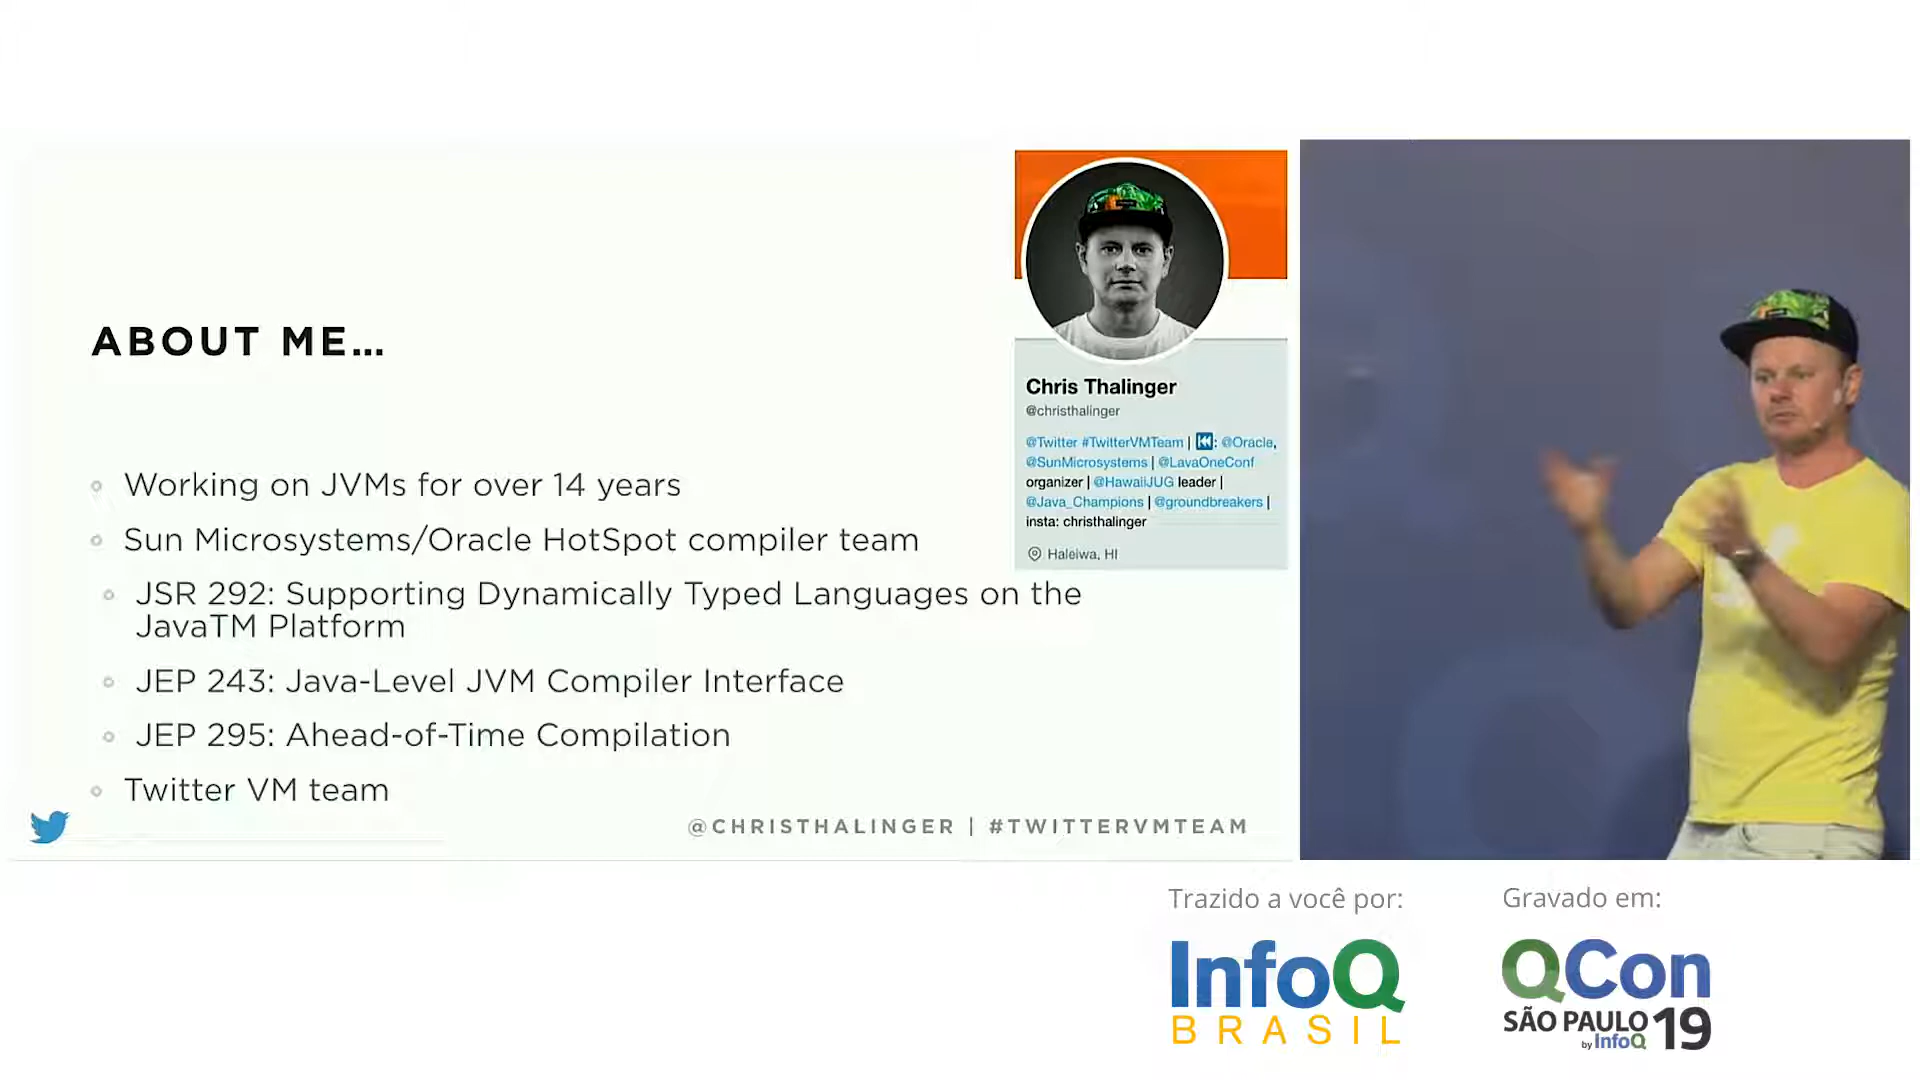 ABOUT ME...
Working on JVMs for over 14 years
Sun Microsystems/Oracle HotSpot compiler team
JSR 292: Supporting Dynamically Typed Languages on the
JavaTM Platform
JEP 243: Java-Level JVM Compiler Interface
JEP 295: Ahead-of-Time Compilation
Twitter VM team
Chris Thalinger
@christhalinger
@Twitter #TwitterVMTeam | ⏮: @Oracle,
@SunMicrosystems | @LavaOneConf
organizer | @HawaiiJUG leader |
@Java_Champions | @groundbreakers |
insta: christhalinger
Haleiwa, HI
@CHRISTHALINGER | #TWITTERVMTEAM
Trazido a você por:
InfoQ
BRASIL
Gravado em:
QCon
SÃO PAULO 19
by InfoQ